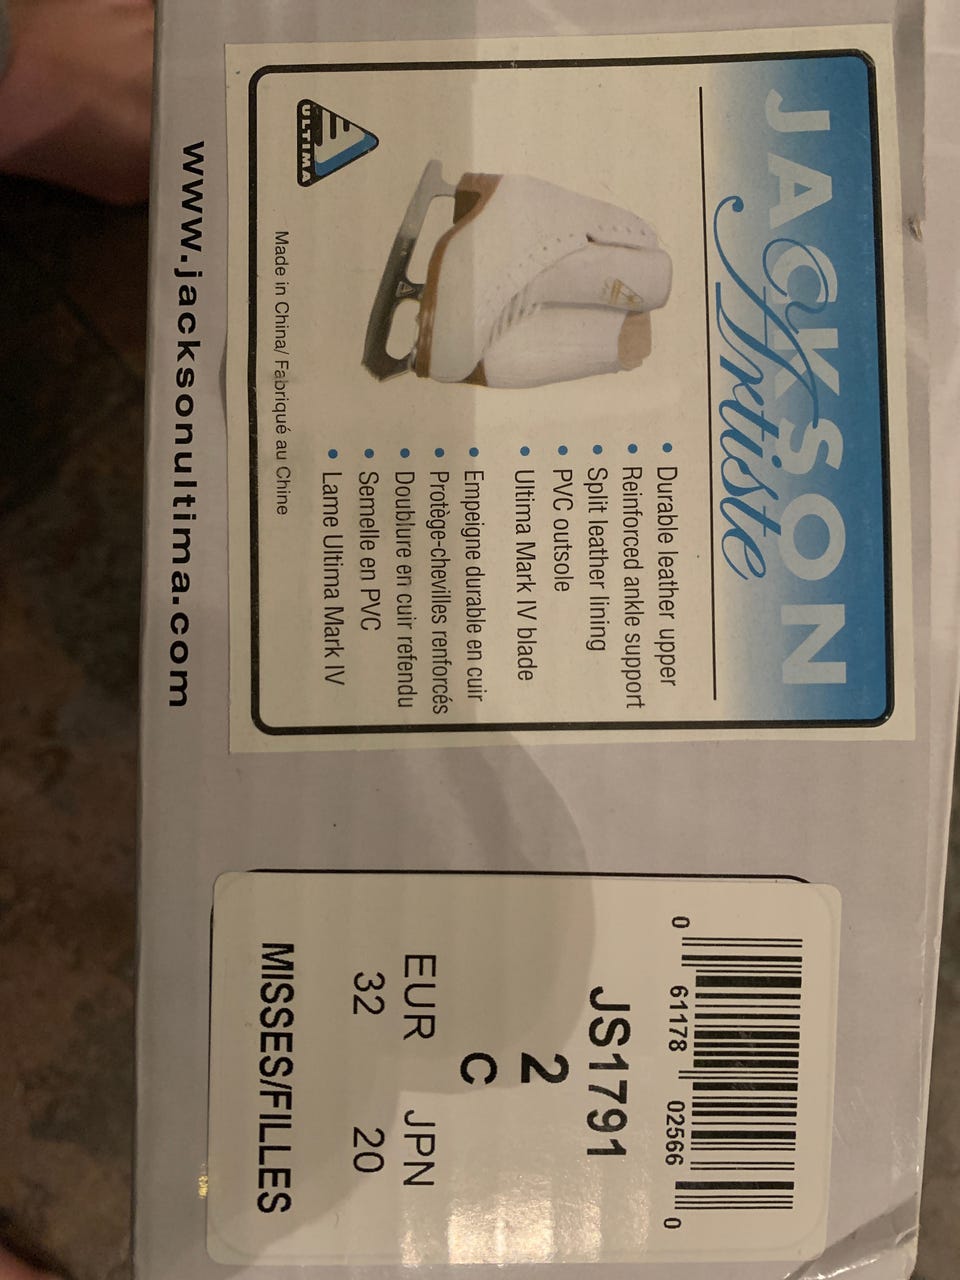 JACKSON
Artiste
• Durable leather upper
• Reinforced ankle support
• Split leather lining
• PVC outsole
• Ultima Mark IV blade
• Empeigne durable en cuir
• Protège-chevilles renforcés
• Doublure en cuir refendu
• Semelle en PVC
• Lame Ultima Mark IV
ULTIMA
Made in China/ Fabriqué au Chine
www.jacksonultima.com
0 61178 02566 0
JS1791
2
C
EUR JPN
32 20
MISSES/FILLES